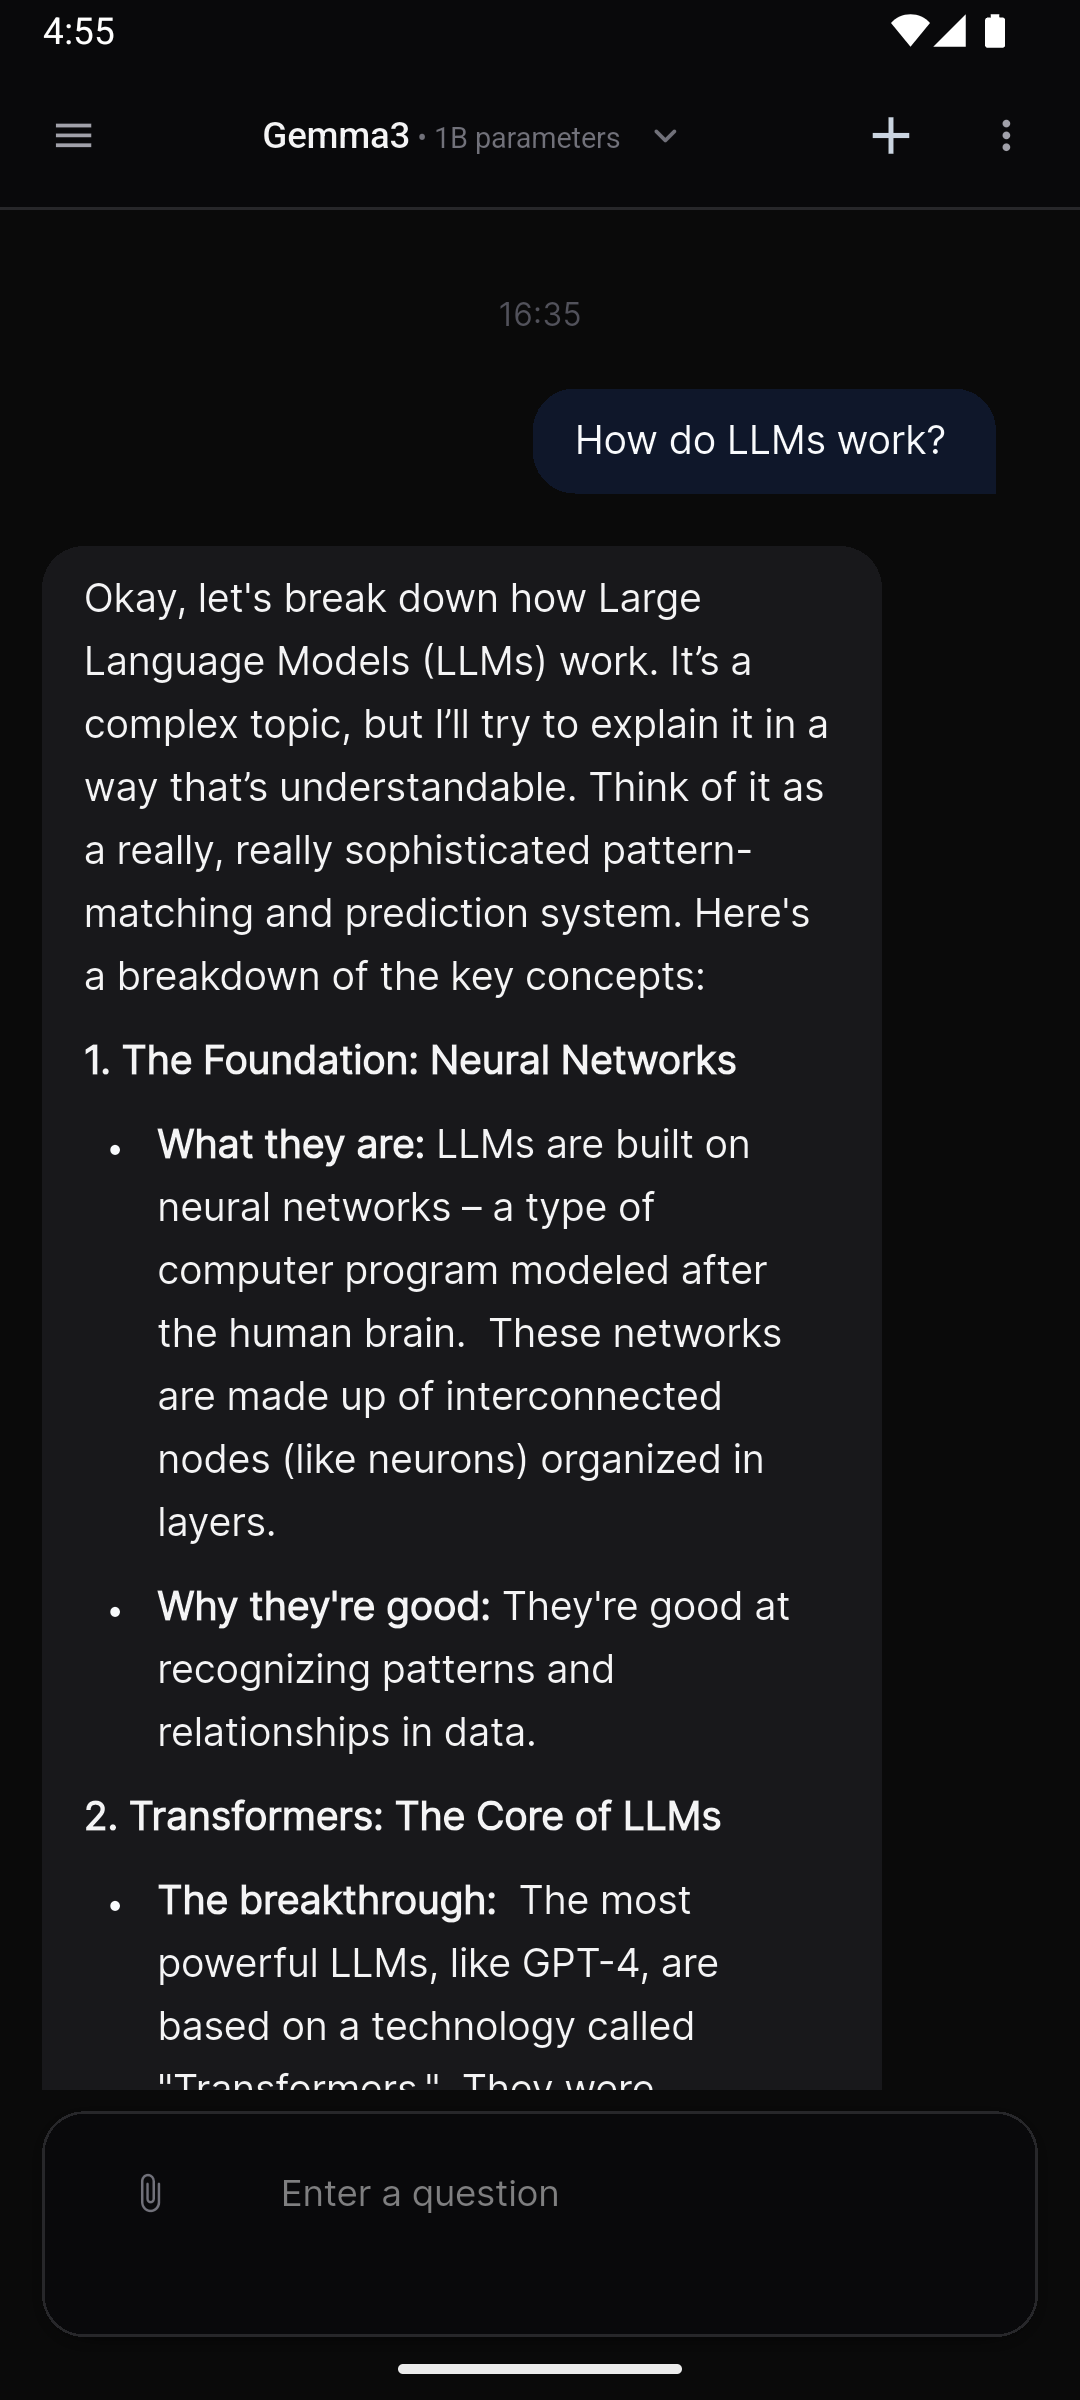 4:55
Gemma3 • 1B parameters
16:35
How do LLMs work?
Okay, let's break down how Large
Language Models (LLMs) work. It’s a
complex topic, but I’ll try to explain it in a
way that’s understandable. Think of it as
a really, really sophisticated pattern-
matching and prediction system. Here's
a breakdown of the key concepts:
1. The Foundation: Neural Networks
• What they are: LLMs are built on
neural networks – a type of
computer program modeled after
the human brain.  These networks
are made up of interconnected
nodes (like neurons) organized in
layers.
• Why they're good: They're good at
recognizing patterns and
relationships in data.
2. Transformers: The Core of LLMs
• The breakthrough:  The most
powerful LLMs, like GPT-4, are
based on a technology called
"Transformers."  They were
Enter a question